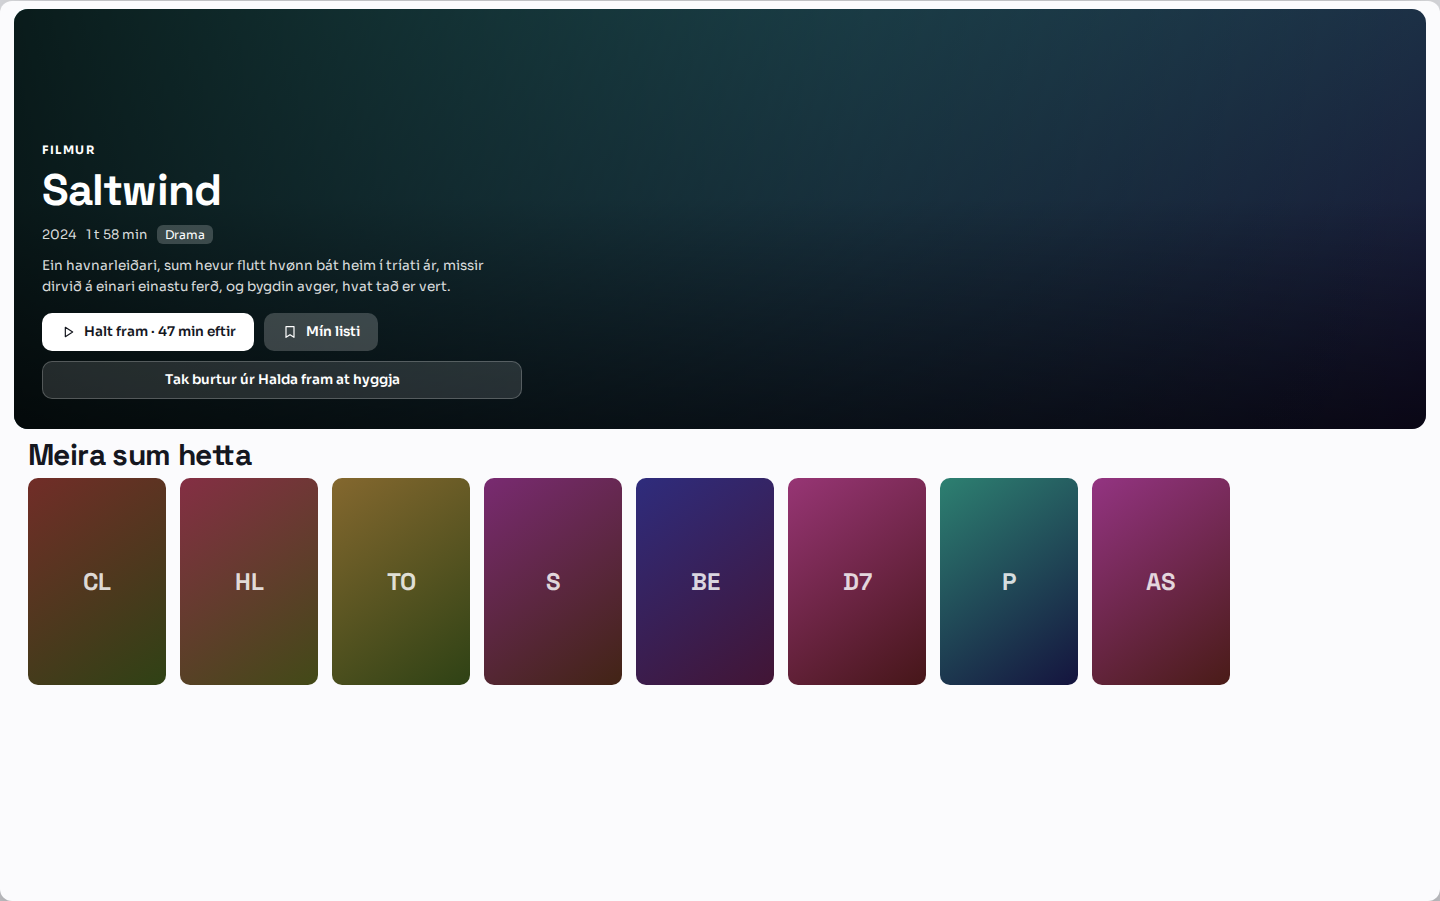 FILMUR
Saltwind
2024 1 t 58 min Drama
Ein havnarleiðari, sum hevur flutt hvønn bát heim í tríati ár, missir
dirvið á einari einastu ferð, og bygdin avger, hvat tað er vert.
Halt fram · 47 min eftir
Mín listi
Tak burtur úr Halda fram at hyggja
Meira sum hetta
CL
HL
TO
S
BE
D7
P
AS